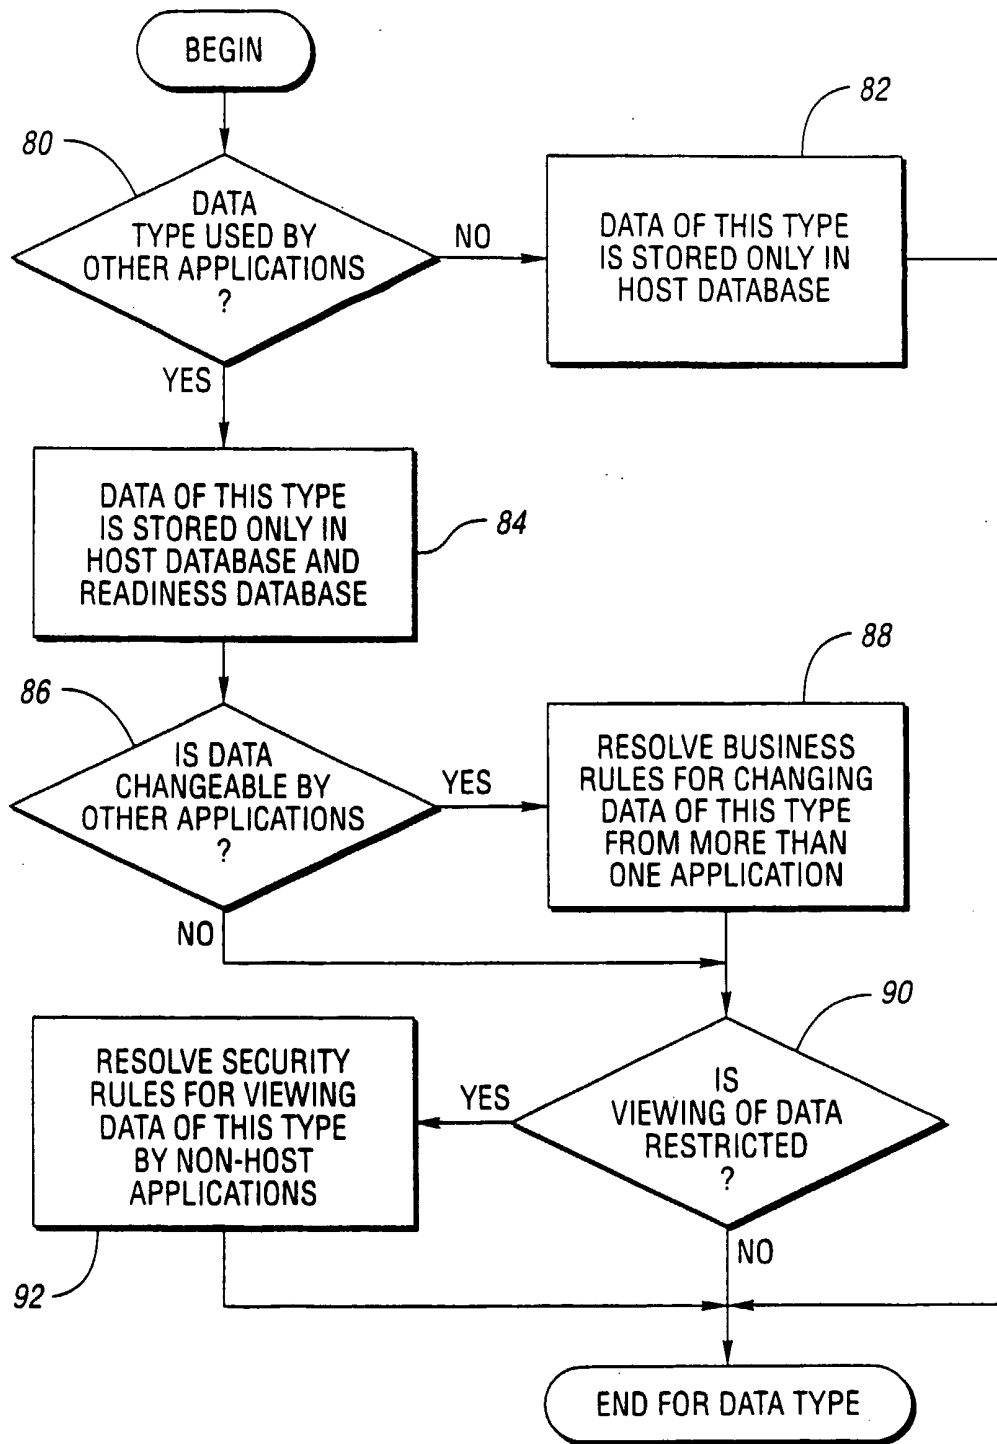 BEGIN
80
DATA
TYPE USED BY
OTHER APPLICATIONS
?
NO
YES
82
DATA OF THIS TYPE
IS STORED ONLY IN
HOST DATABASE
DATA OF THIS TYPE
IS STORED ONLY IN
HOST DATABASE AND
READINESS DATABASE
84
86
IS DATA
CHANGEABLE BY
OTHER APPLICATIONS
?
YES
NO
88
RESOLVE BUSINESS
RULES FOR CHANGING
DATA OF THIS TYPE
FROM MORE THAN
ONE APPLICATION
90
IS
VIEWING OF DATA
RESTRICTED
?
YES
NO
RESOLVE SECURITY
RULES FOR VIEWING
DATA OF THIS TYPE
BY NON-HOST
APPLICATIONS
92
END FOR DATA TYPE